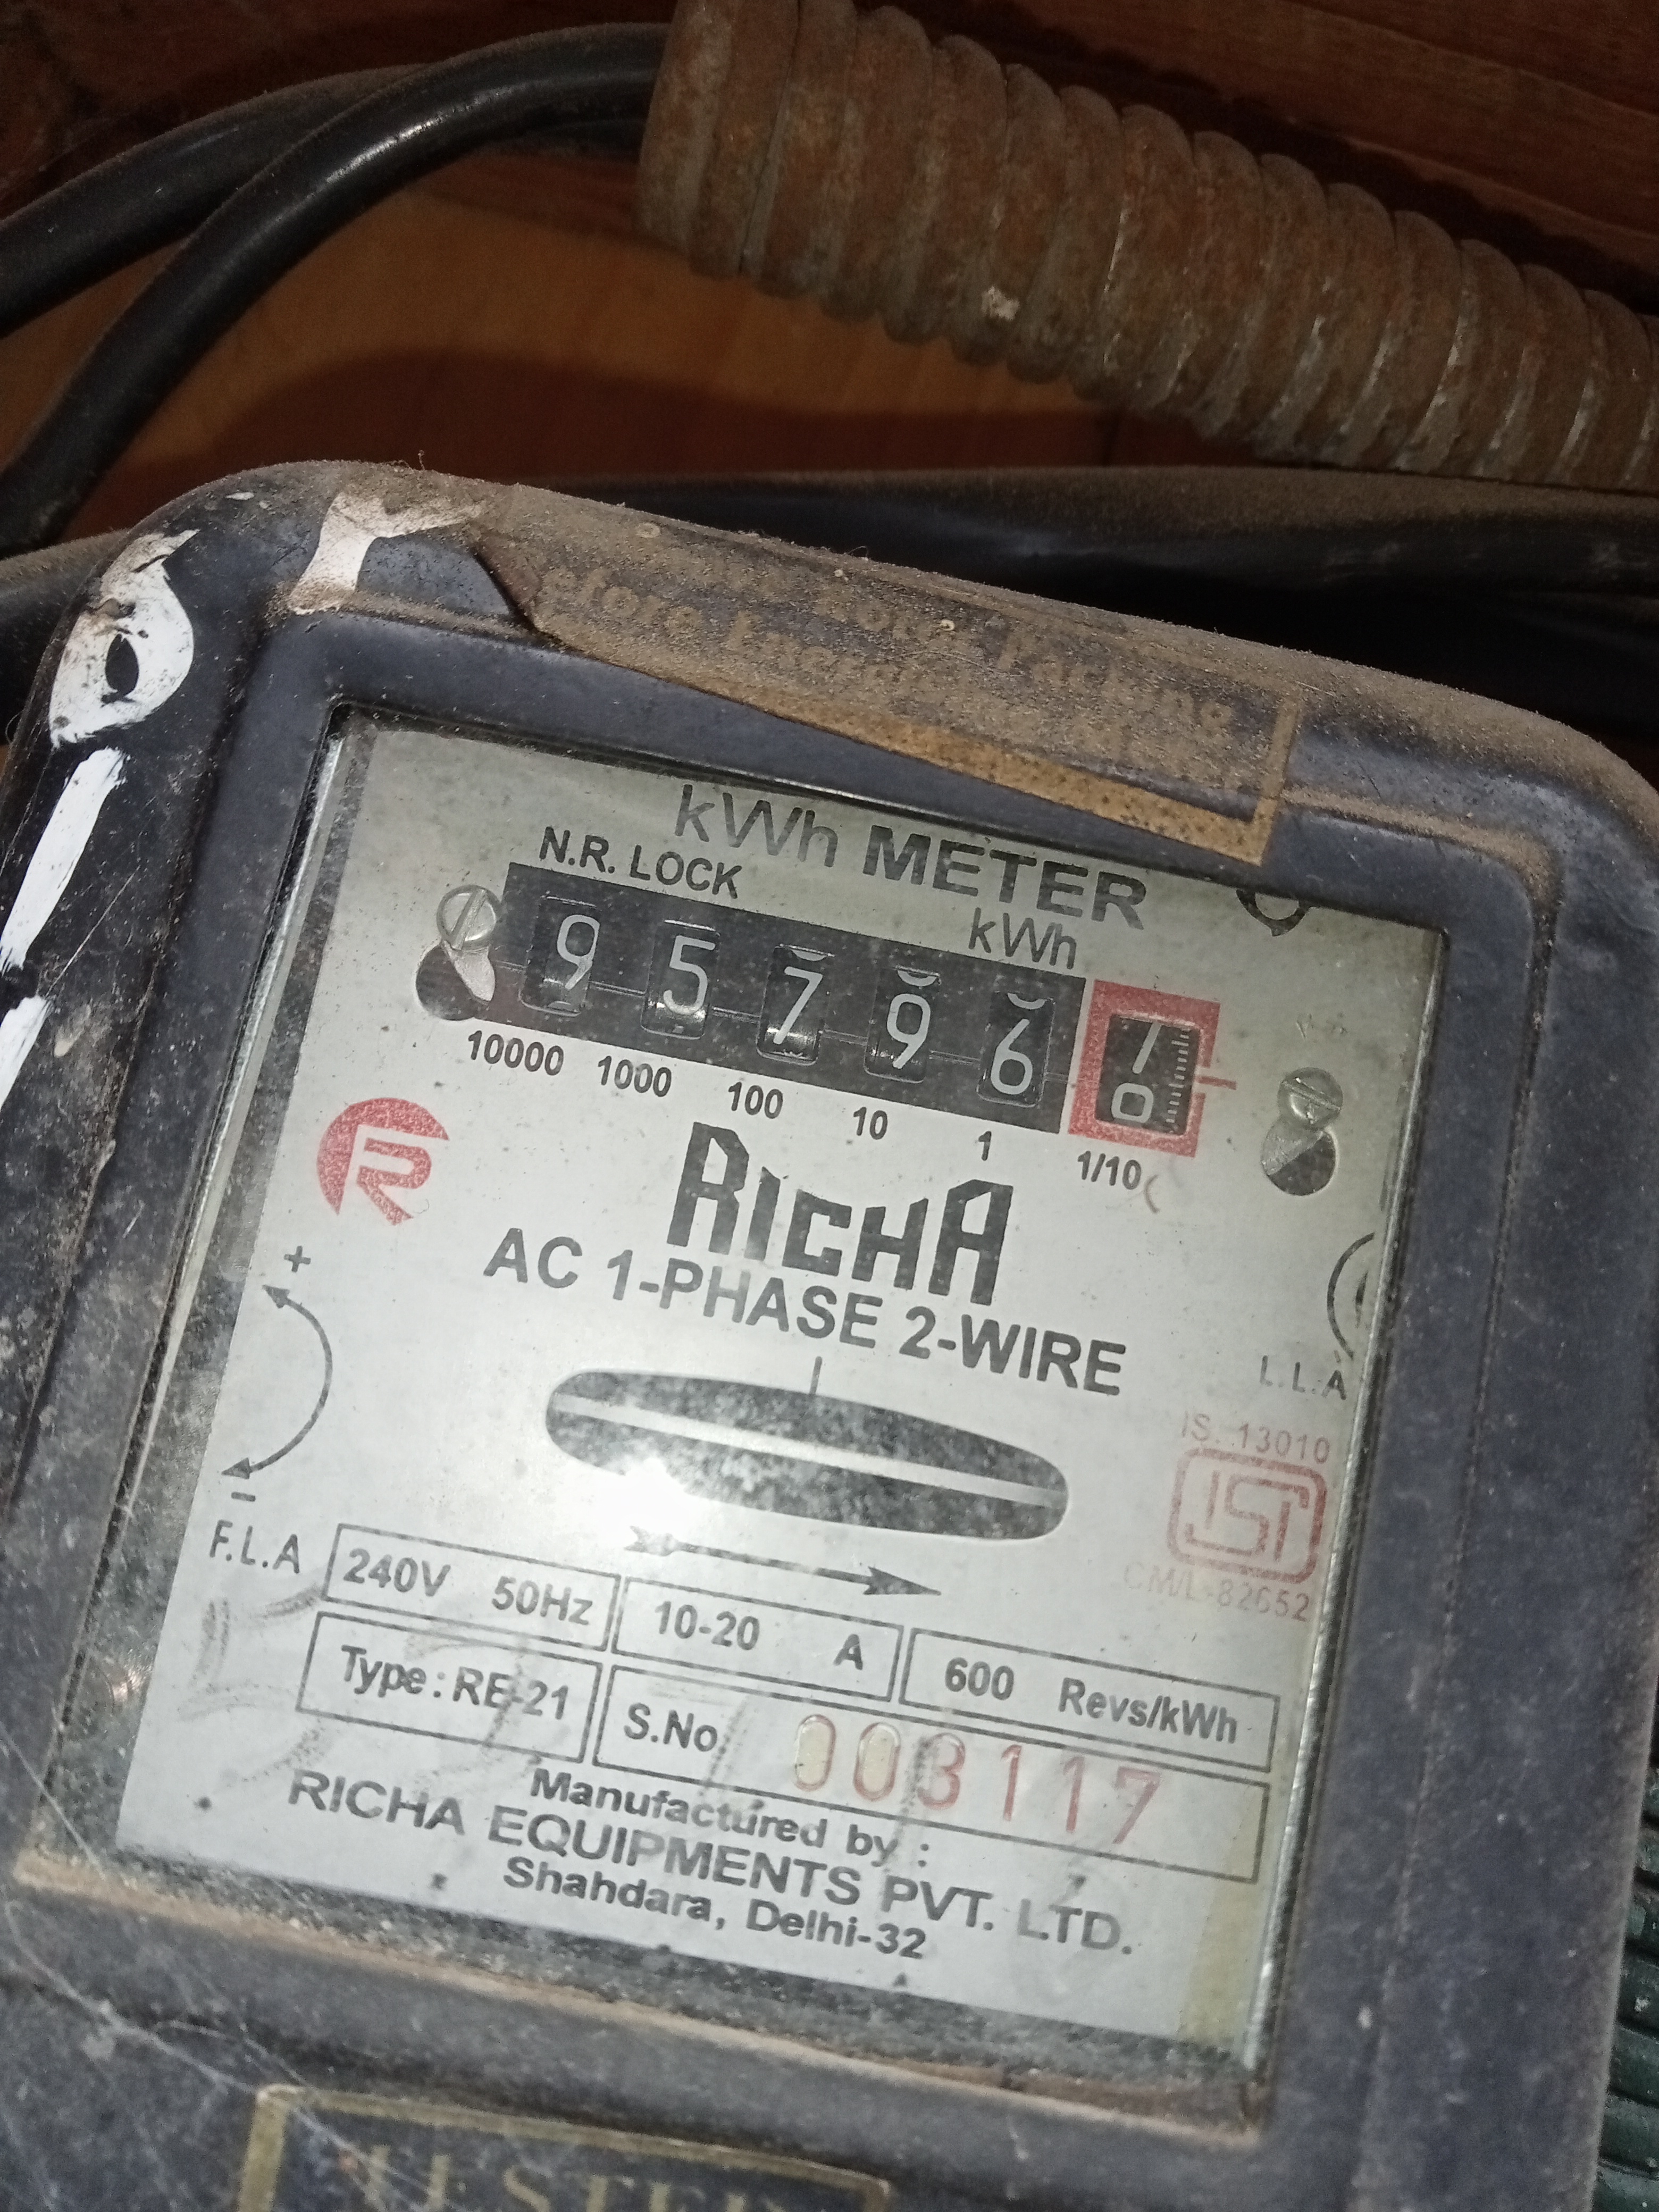 kWh METER
N.R. LOCK
kWh
9 5 7 9 6
10000 1000 100 10 1 1/10
RICHA
AC 1-PHASE 2-WIRE
+
-
F.L.A
L.L.A
IS. 13010
ISI
CM/L-82652
240V 50Hz
10-20 A
600 Revs/kWh
Type : RE-21
S.No. 003117
Manufactured by :
RICHA EQUIPMENTS PVT. LTD.
Shahdara, Delhi-32